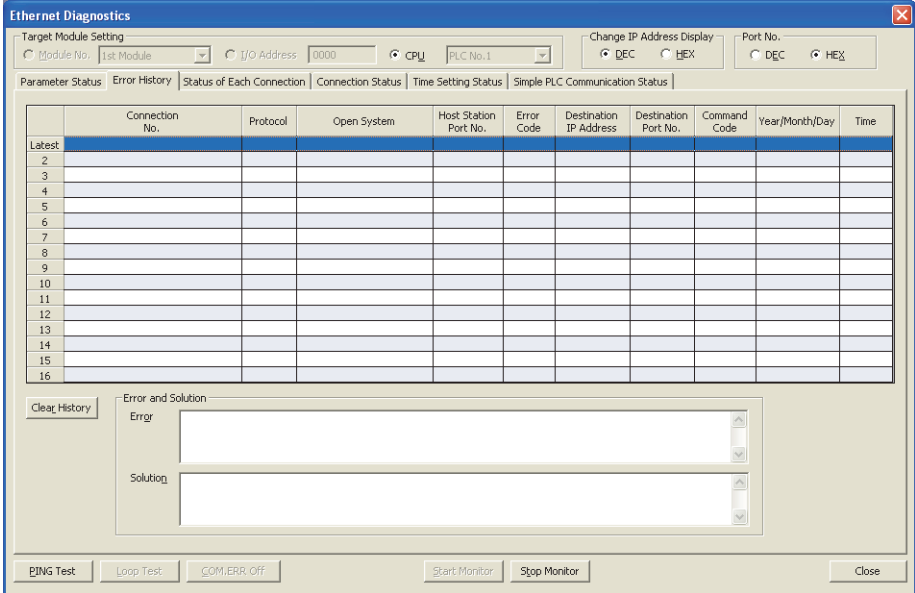 Ethernet Diagnostics
Target Module Setting
Module No. 1st Module I/O Address 0000 CPU PLC No.1
Change IP Address Display
DEC HEX
Port No.
DEC HEX
Parameter Status Error History Status of Each Connection Connection Status Time Setting Status Simple PLC Communication Status
Connection No. Protocol Open System Host Station Port No. Error Code Destination IP Address Destination Port No. Command Code Year/Month/Day Time
Latest
2
3
4
5
6
7
8
9
10
11
12
13
14
15
16
Clear History
Error and Solution
Error
Solution
PING Test Loop Test COM.ERR Off Start Monitor Stop Monitor Close